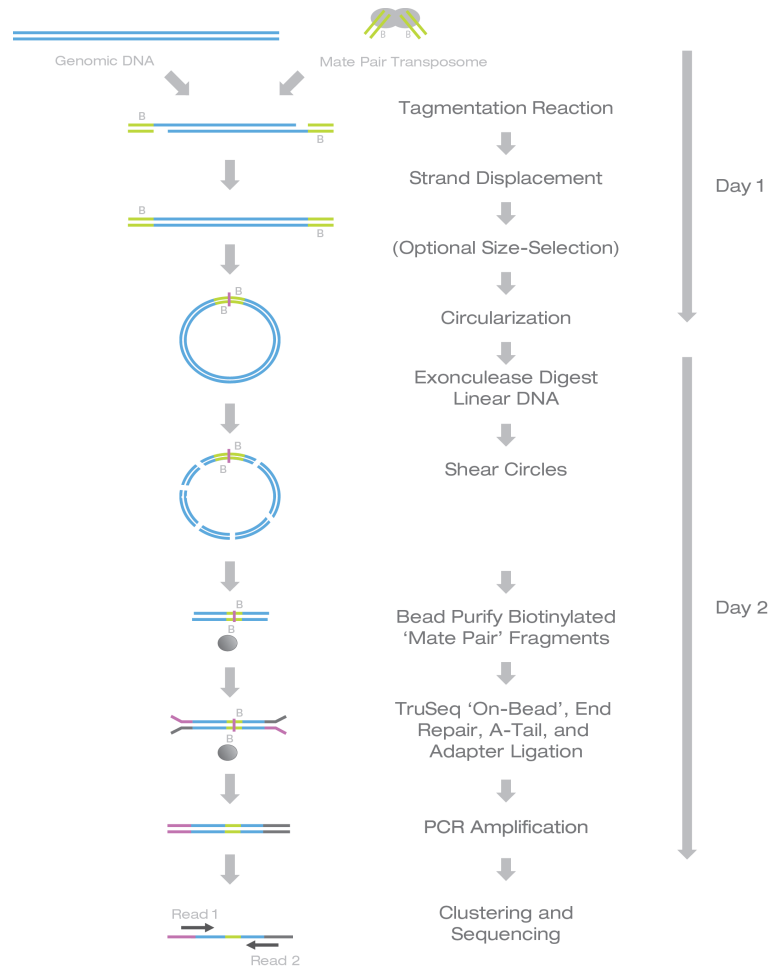 B B
Genomic DNA
Mate Pair Transposome
B
Tagmentation Reaction
B
Strand Displacement
Day 1
B
B
(Optional Size-Selection)
B
B
Circularization
Exonculease Digest
Linear DNA
B
B
Shear Circles
B
Bead Purify Biotinylated
‘Mate Pair’ Fragments
Day 2
B
B
TruSeq ‘On-Bead’, End
Repair, A-Tail, and
Adapter Ligation
B
PCR Amplification
Read 1
Clustering and
Sequencing
Read 2